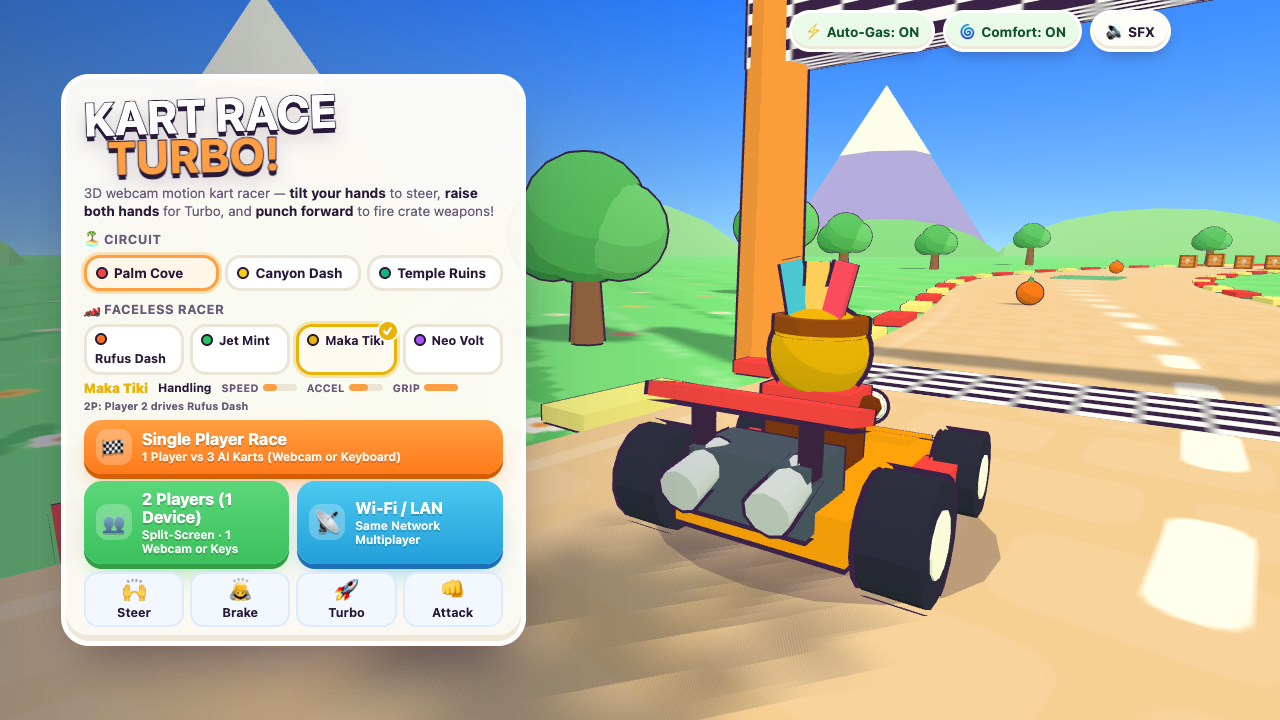 Auto-Gas: ON
Comfort: ON
SFX
KART RACE
TURBO!
3D webcam motion kart racer — tilt your hands to steer, raise
both hands for Turbo, and punch forward to fire crate weapons!
CIRCUIT
Palm Cove
Canyon Dash
Temple Ruins
FACELESS RACER
Rufus Dash
Jet Mint
Maka Tiki
Neo Volt
Maka Tiki Handling SPEED ACCEL GRIP
2P: Player 2 drives Rufus Dash
Single Player Race
1 Player vs 3 AI Karts (Webcam or Keyboard)
2 Players (1
Device)
Split-Screen · 1
Webcam or Keys
Wi-Fi / LAN
Same Network
Multiplayer
Steer
Brake
Turbo
Attack